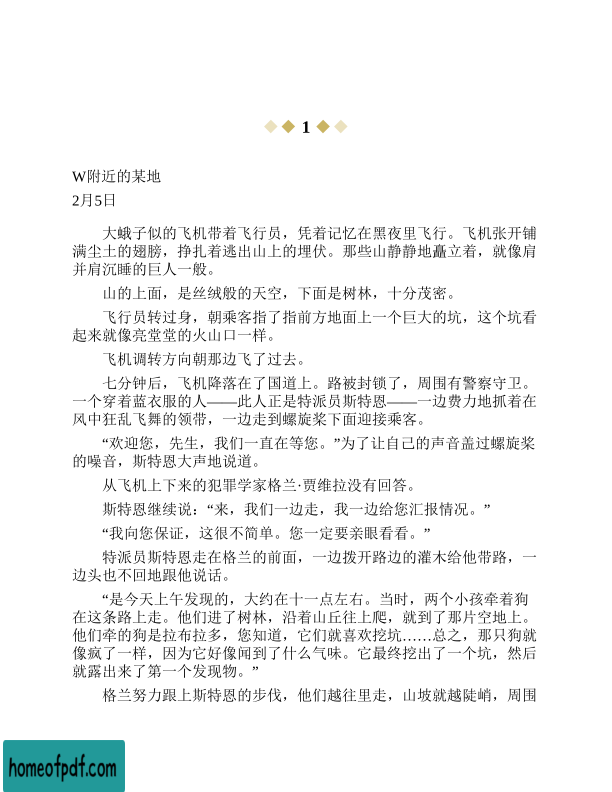 1
W附近的某地
2月5日
大蛾子似的飞机带着飞行员，凭着记忆在黑夜里飞行。飞机张开铺
满尘土的翅膀，挣扎着逃出山上的埋伏。那些山静静地矗立着，就像肩
并肩沉睡的巨人一般。
山的上面，是丝绒般的天空，下面是树林，十分茂密。
飞行员转过身，朝乘客指了指前方地面上一个巨大的坑，这个坑看
起来就像亮堂堂的火山口一样。
飞机调转方向朝那边飞了过去。
七分钟后，飞机降落在了国道上。路被封锁了，周围有警察守卫。
一个穿着蓝衣服的人——此人正是特派员斯特恩——一边费力地抓着在
风中狂乱飞舞的领带，一边走到螺旋桨下面迎接乘客。
“欢迎您，先生，我们一直在等您。”为了让自己的声音盖过螺旋桨
的噪音，斯特恩大声地说道。
从飞机上下来的犯罪学家格兰·贾维拉没有回答。
斯特恩继续说：“来，我们一边走，我一边给您汇报情况。”
“我向您保证，这很不简单。您一定要亲眼看看。”
特派员斯特恩走在格兰的前面，一边拨开路边的灌木给他带路，一
边头也不回地跟他说话。
“是今天上午发现的，大约在十一点左右。当时，两个小孩牵着狗
在这条路上走。他们进了树林，沿着山丘往上爬，就到了那片空地上。
他们牵的狗是拉布拉多，您知道，它们就喜欢挖坑……总之，那只狗就
像疯了一样，因为它好像闻到了什么气味。它最终挖出了一个坑，然后
就露出来了第一个发现物。”
格兰努力跟上斯特恩的步伐，他们越往里走，山坡就越陡峭，周围
homeofpdf.com